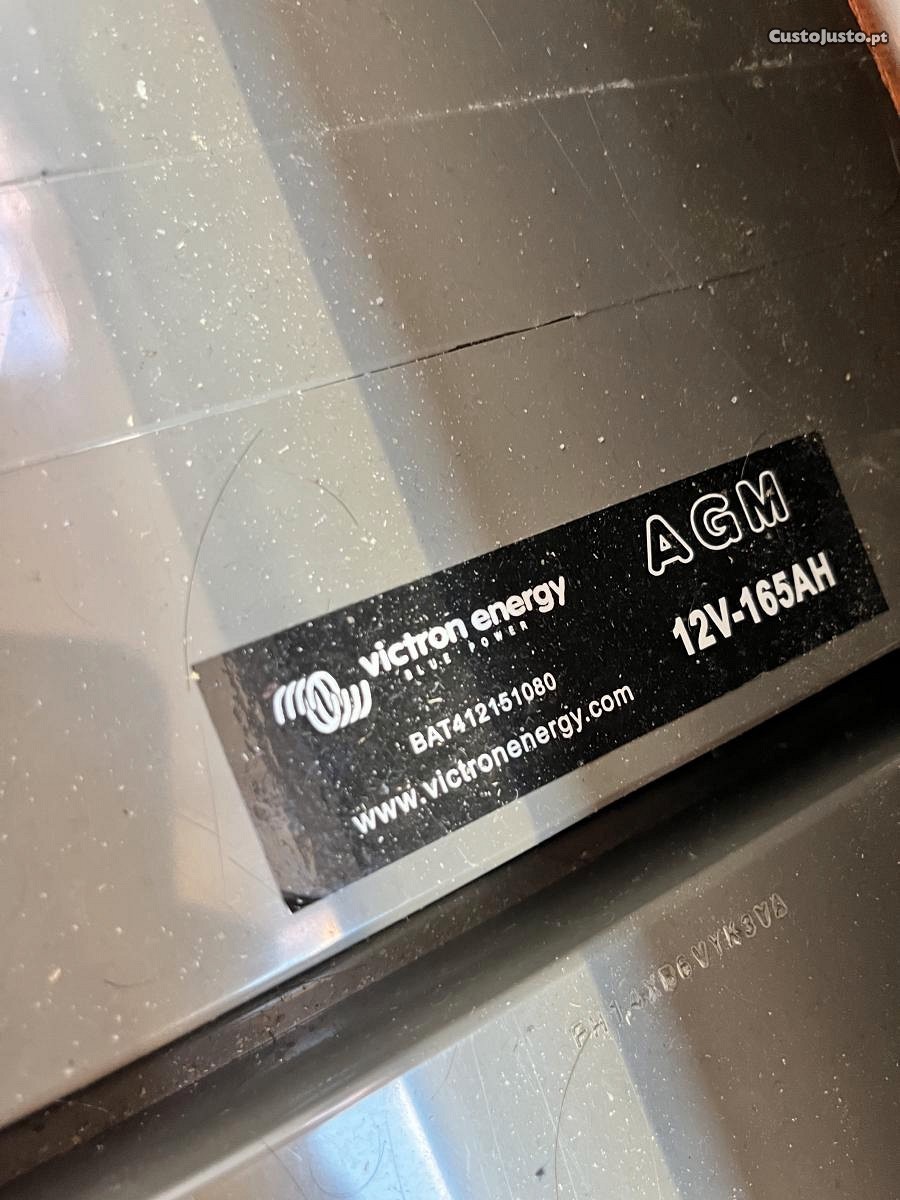 CustoJusto.pt
AGM
victron energy
BLUE POWER
12V-165AH
BAT412151080
www.victronenergy.com